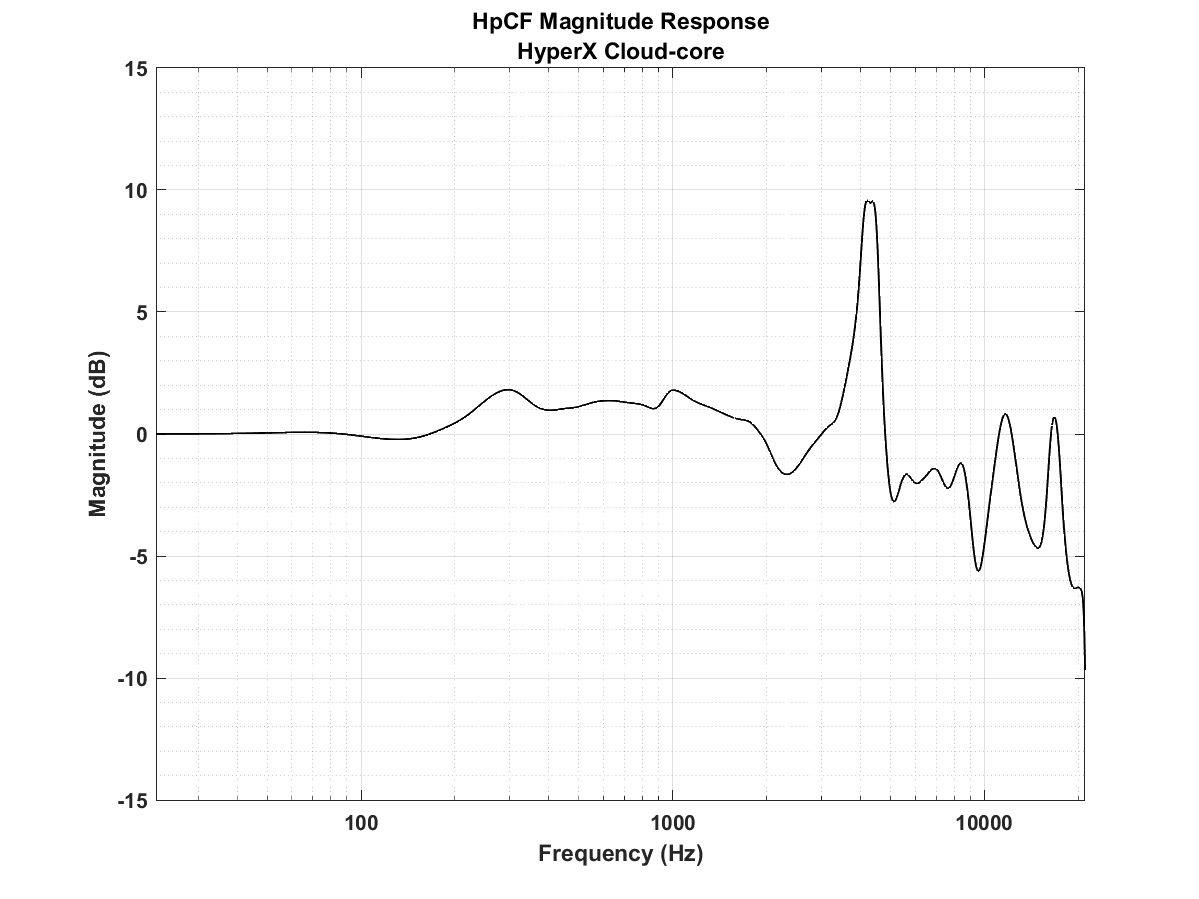 HpCF Magnitude Response
HyperX Cloud-core
15
10
5
0
-5
-10
-15
Magnitude (dB)
100
1000
10000
Frequency (Hz)